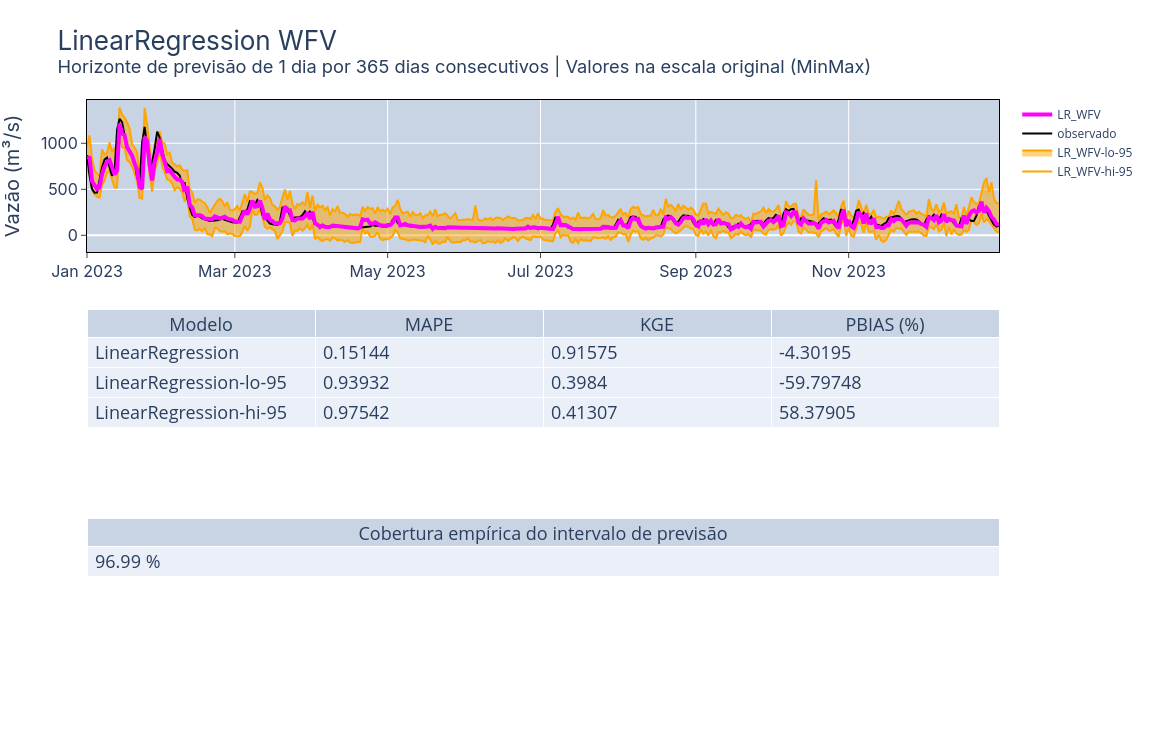 LinearRegression WFV
Horizonte de previsão de 1 dia por 365 dias consecutivos | Valores na escala original (MinMax)
Vazão (m³/s)
1000
500
0
Jan 2023 Mar 2023 May 2023 Jul 2023 Sep 2023 Nov 2023
LR_WFV
observado
LR_WFV-lo-95
LR_WFV-hi-95
Modelo MAPE KGE PBIAS (%)
LinearRegression 0.15144 0.91575 -4.30195
LinearRegression-lo-95 0.93932 0.3984 -59.79748
LinearRegression-hi-95 0.97542 0.41307 58.37905
Cobertura empírica do intervalo de previsão
96.99 %